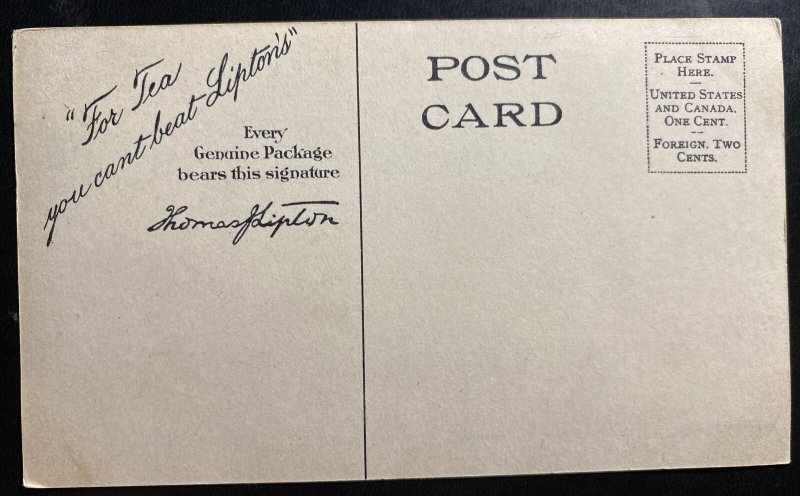 "For Tea
you cant beat Lipton's"
Every
Genuine Package
bears this signature
Thomas J Lipton
POST
CARD
PLACE STAMP
HERE.
UNITED STATES
AND CANADA,
ONE CENT.
FOREIGN, TWO
CENTS.